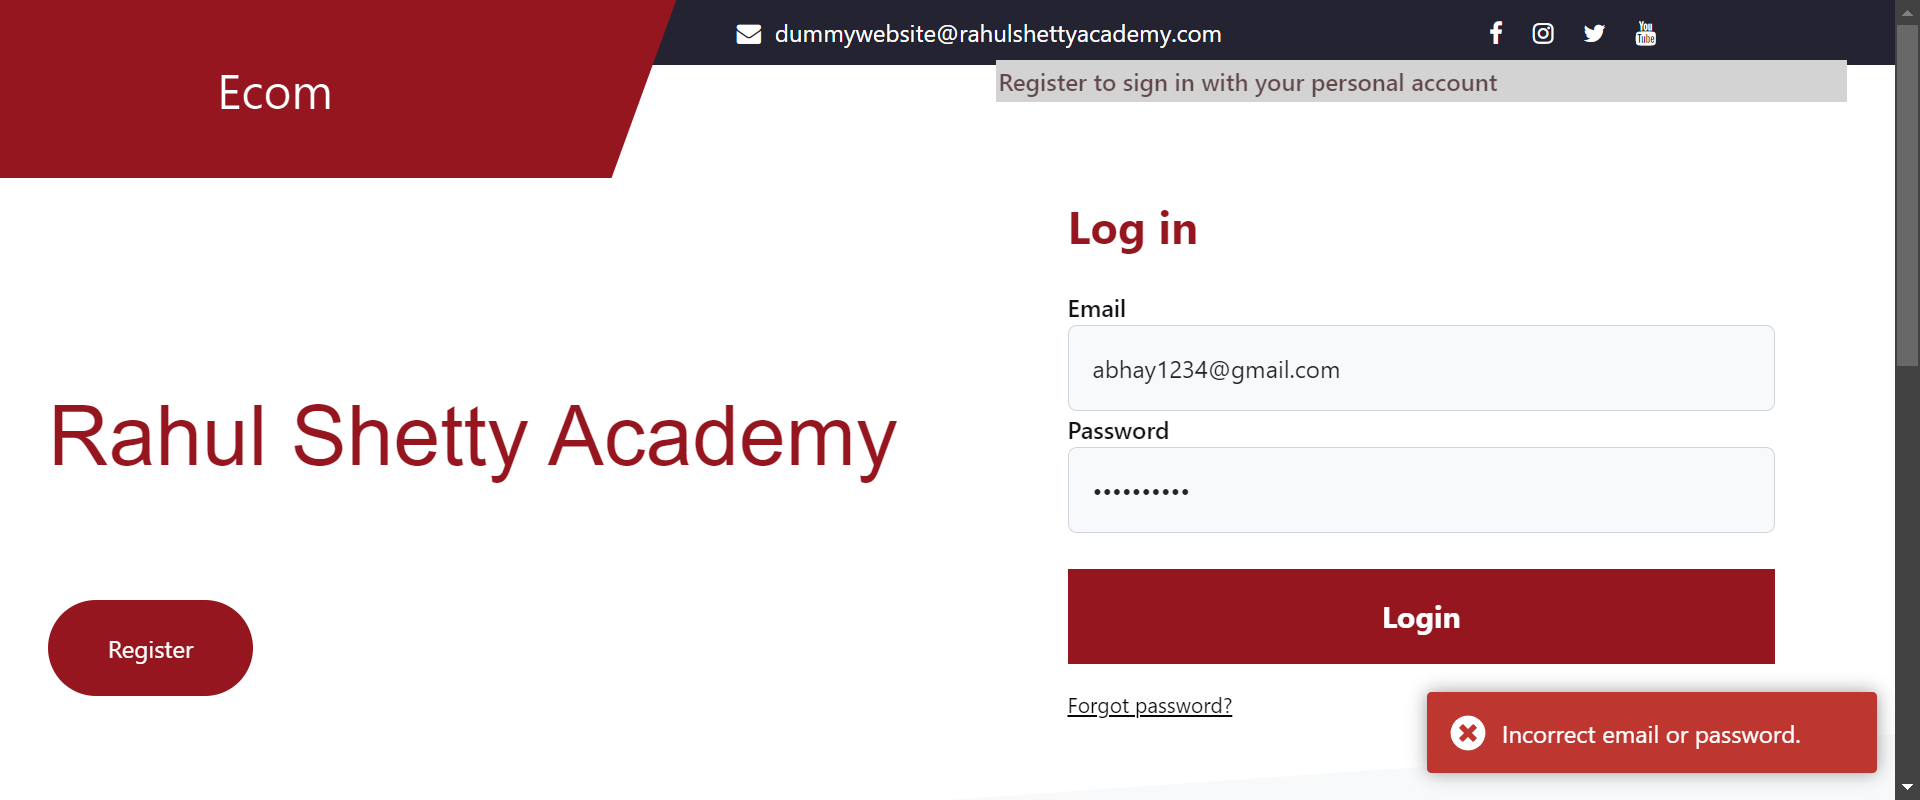 dummywebsite@rahulshettyacademy.com
You
Tube
Ecom
Register to sign in with your personal account
Log in
Email
abhay1234@gmail.com
Password
••••••••••
Rahul Shetty Academy
Login
Register
Forgot password?
Incorrect email or password.